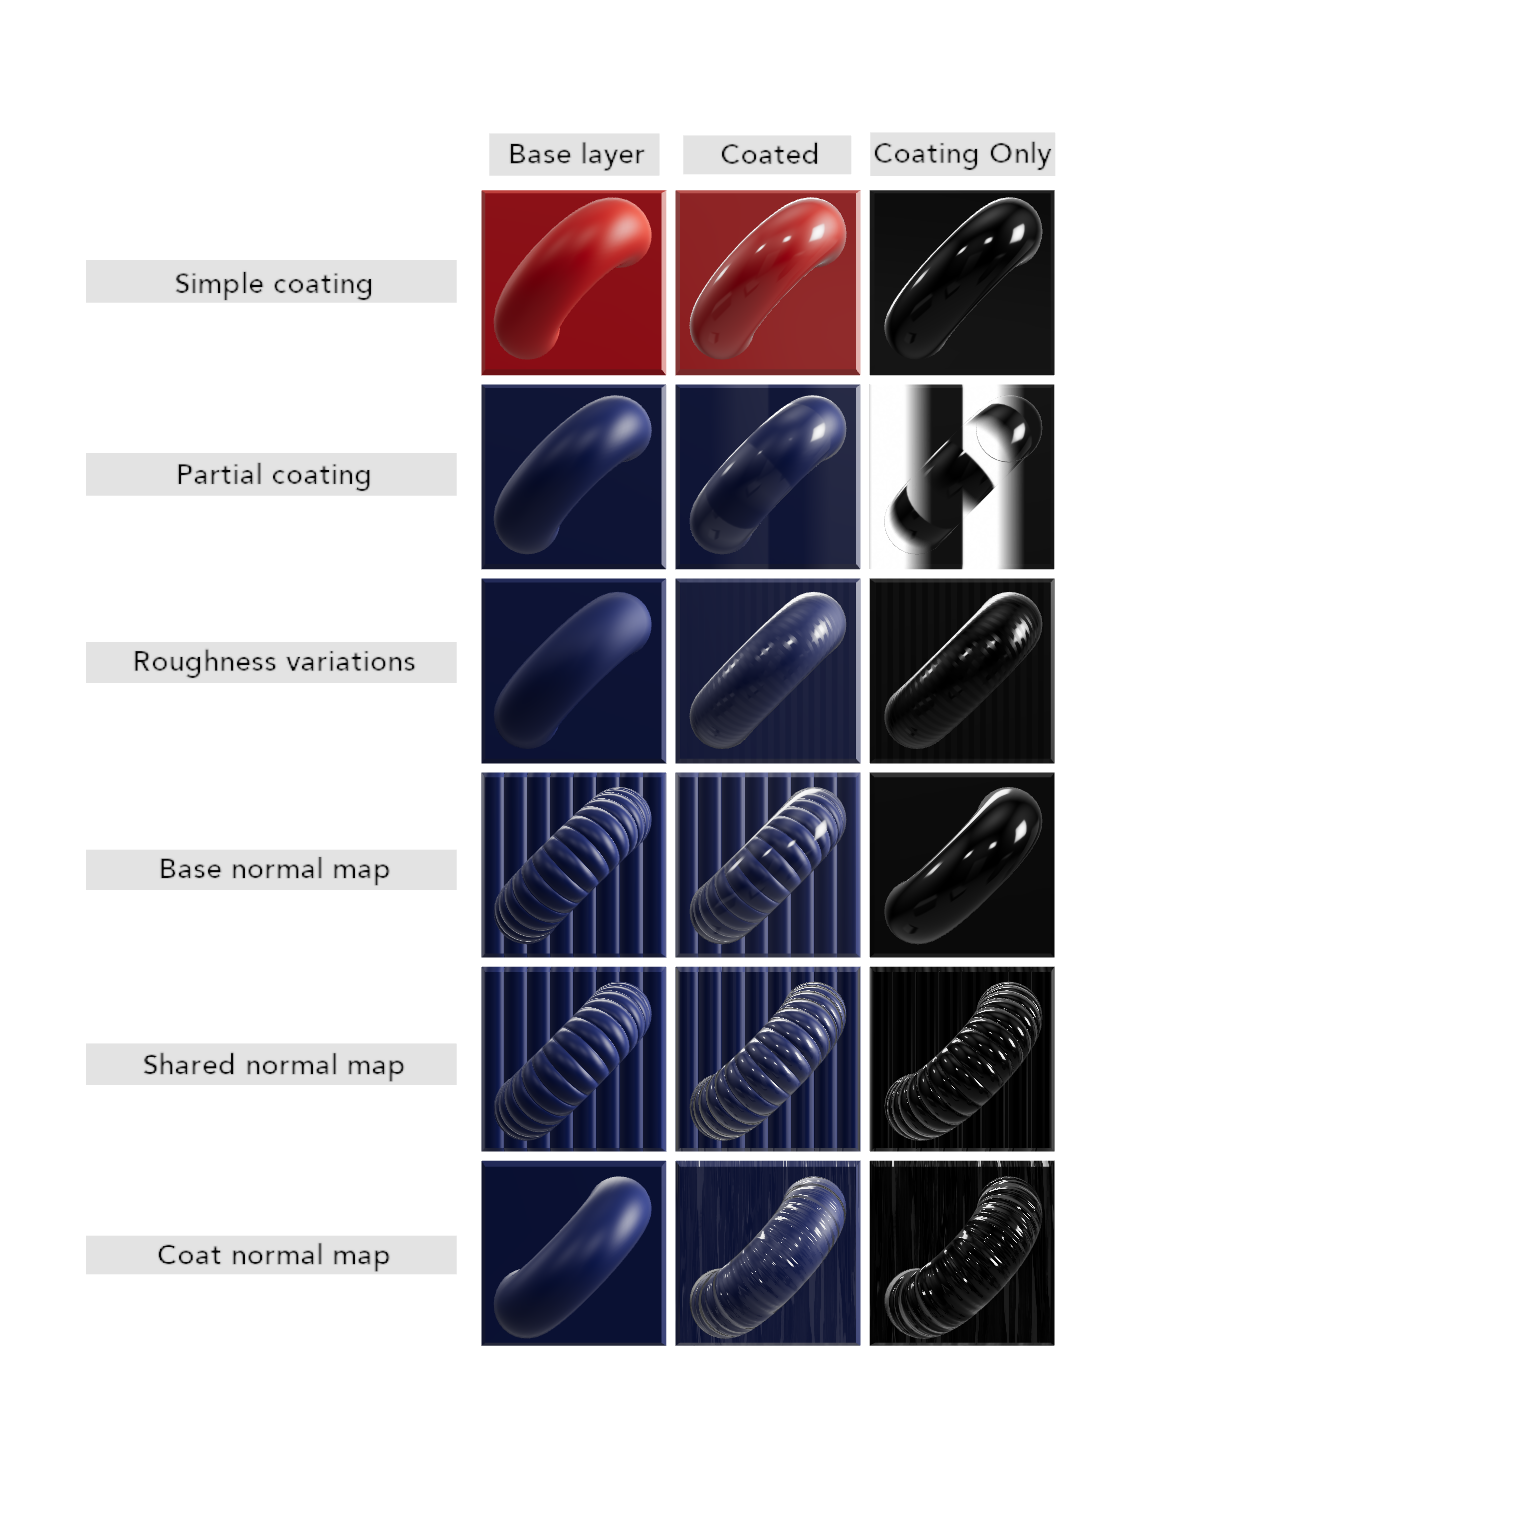 Base layer
Coated
Coating Only
Simple coating
Partial coating
Roughness variations
Base normal map
Shared normal map
Coat normal map